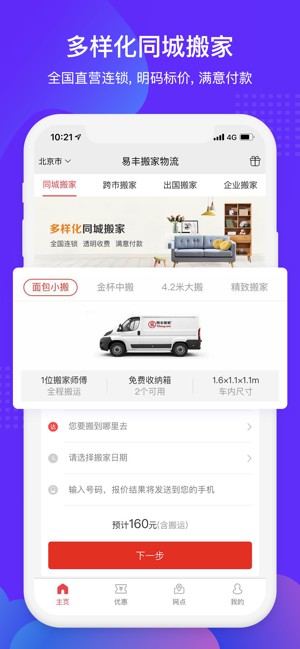 多样化同城搬家
全国直营连锁, 明码标价, 满意付款
10:21
4G
北京市
易丰搬家物流
同城搬家
跨市搬家
出国搬家
企业搬家
多样化同城搬家
全国连锁 透明收费 满意付款
面包小搬
金杯中搬
4.2米大搬
精致搬家
1位搬家师傅
全程搬运
免费收纳箱
2个可用
1.6×1.1×1.1m
车内尺寸
您要搬到哪里去
请选择搬家日期
输入号码，报价结果将发送到您的手机
预计160元(含搬运)
下一步
主页
优惠
网点
我的